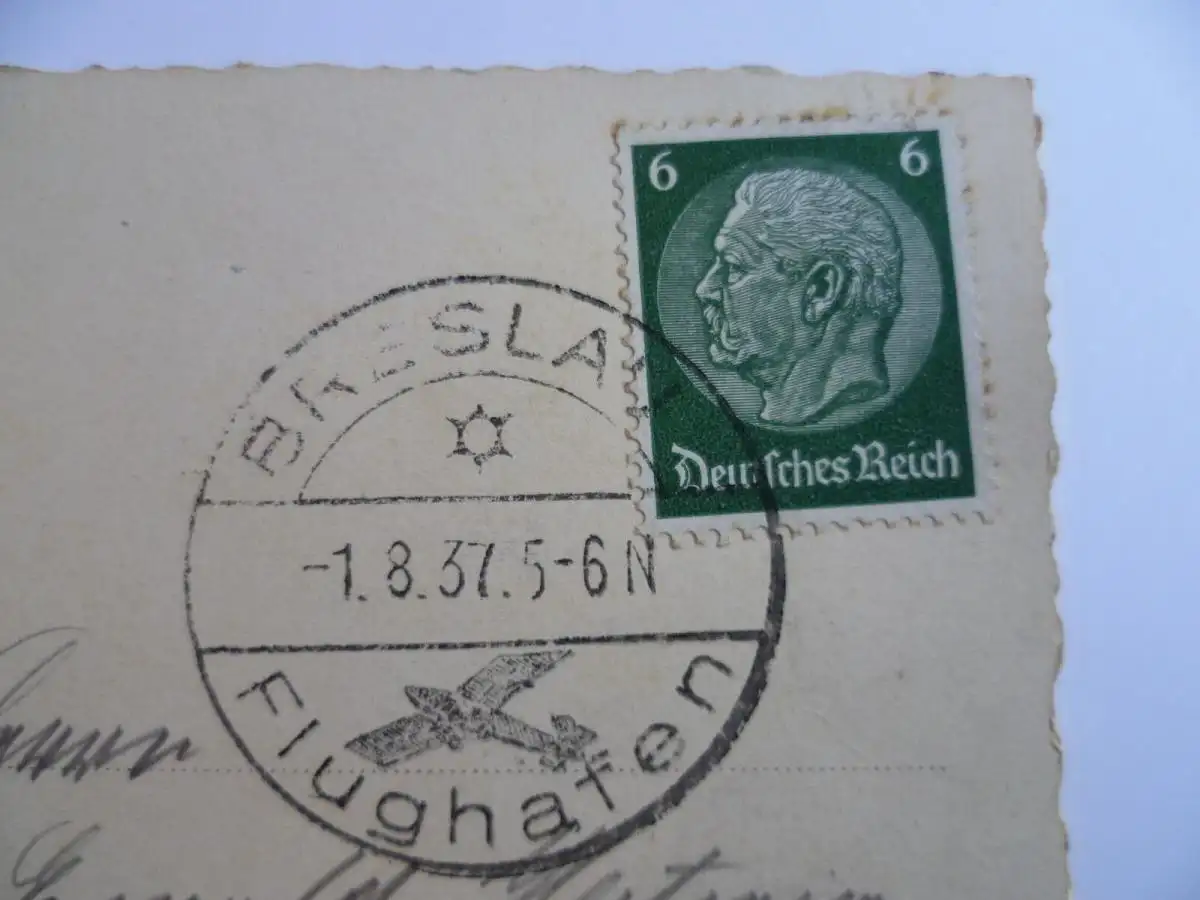 6 6
Deutsches Reich
BRESLAU
-1.8.37.5-6 N
Flughafen